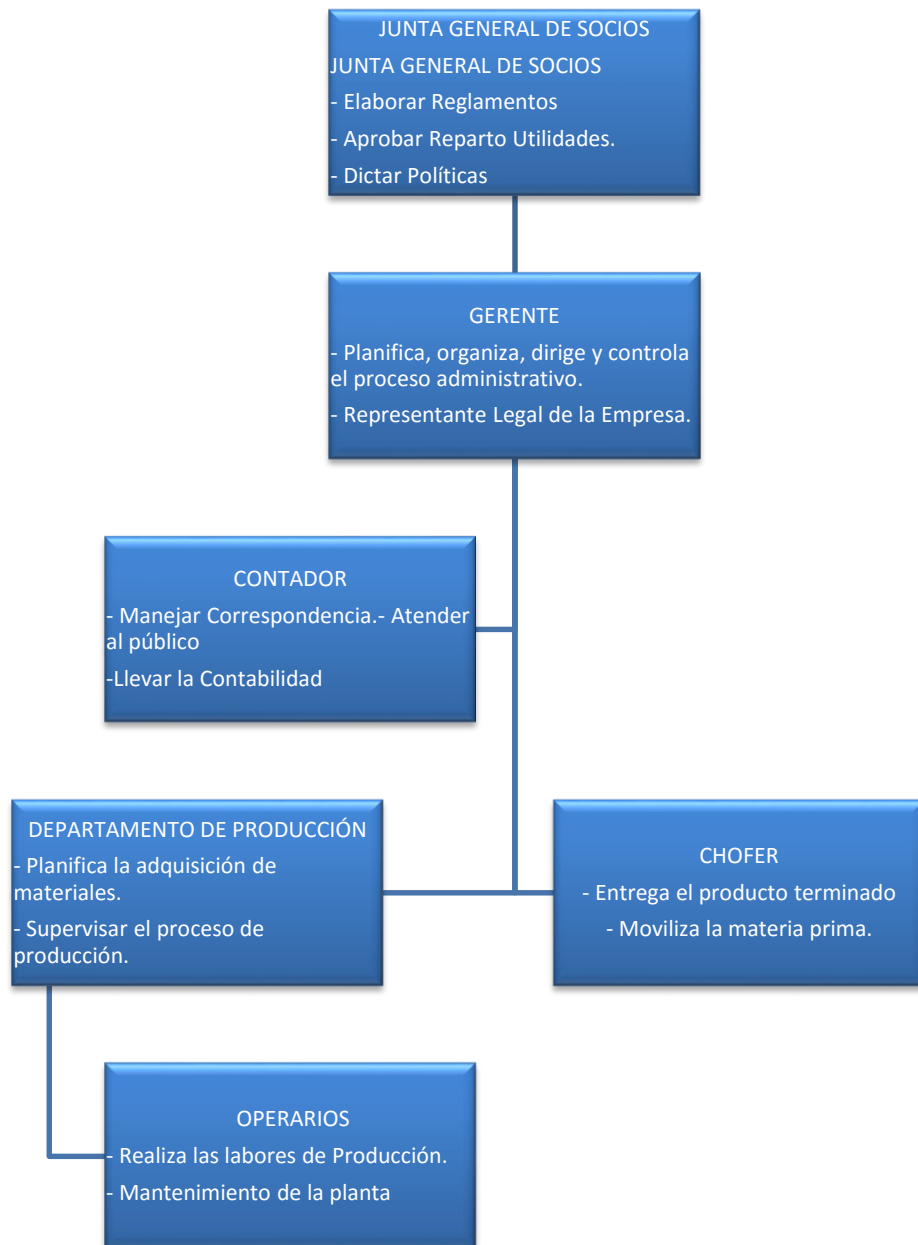 JUNTA GENERAL DE SOCIOS
JUNTA GENERAL DE SOCIOS
- Elaborar Reglamentos
- Aprobar Reparto Utilidades.
- Dictar Políticas
GERENTE
- Planifica, organiza, dirige y controla
el proceso administrativo.
- Representante Legal de la Empresa.
CONTADOR
- Manejar Correspondencia.- Atender
al público
-Llevar la Contabilidad
DEPARTAMENTO DE PRODUCCIÓN
- Planifica la adquisición de
materiales.
- Supervisar el proceso de
producción.
CHOFER
- Entrega el producto terminado
- Moviliza la materia prima.
OPERARIOS
- Realiza las labores de Producción.
- Mantenimiento de la planta